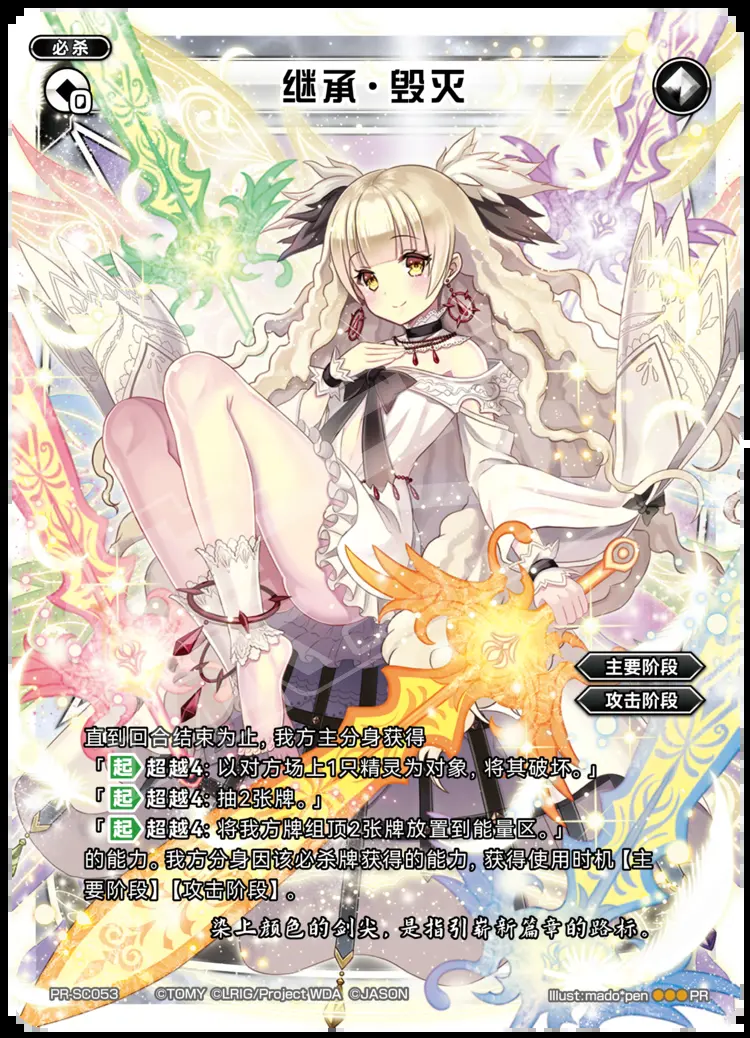 必杀
继承·毁灭
0
主要阶段
攻击阶段
直到回合结束为止，我方主分身获得
「起 超越4：以对方场上1只精灵为对象，将其破坏。」
「起 超越4：抽2张牌。」
「起 超越4：将我方牌组顶2张牌放置到能量区。」
的能力。我方分身因该必杀牌获得的能力，获得使用时机【主
要阶段】【攻击阶段】。
染上颜色的剑尖，是指引崭新篇章的路标。
PR-SC053 ©TOMY ©LRIG/Project WDA ©JASON Illust:mado*pen PR